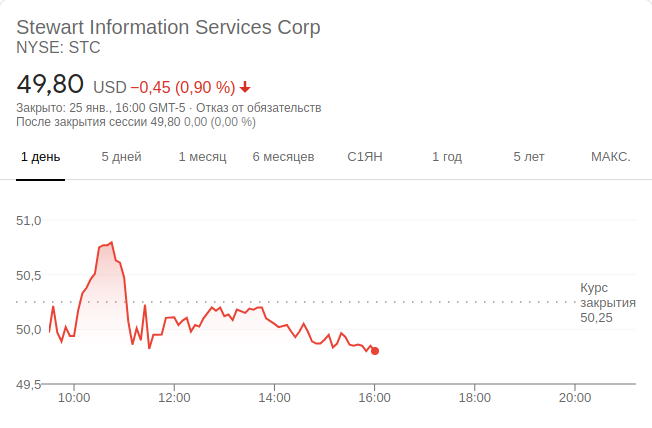 Stewart Information Services Corp
NYSE: STC
49,80 USD −0,45 (0,90 %)
Закрыто: 25 янв., 16:00 GMT-5 · Отказ от обязательств
После закрытия сессии 49,80 0,00 (0,00 %)
1 день 5 дней 1 месяц 6 месяцев С1ЯН 1 год 5 лет МАКС.
51,0
50,5
Курс
закрытия
50,25
50,0
49,5
10:00 12:00 14:00 16:00 18:00 20:00